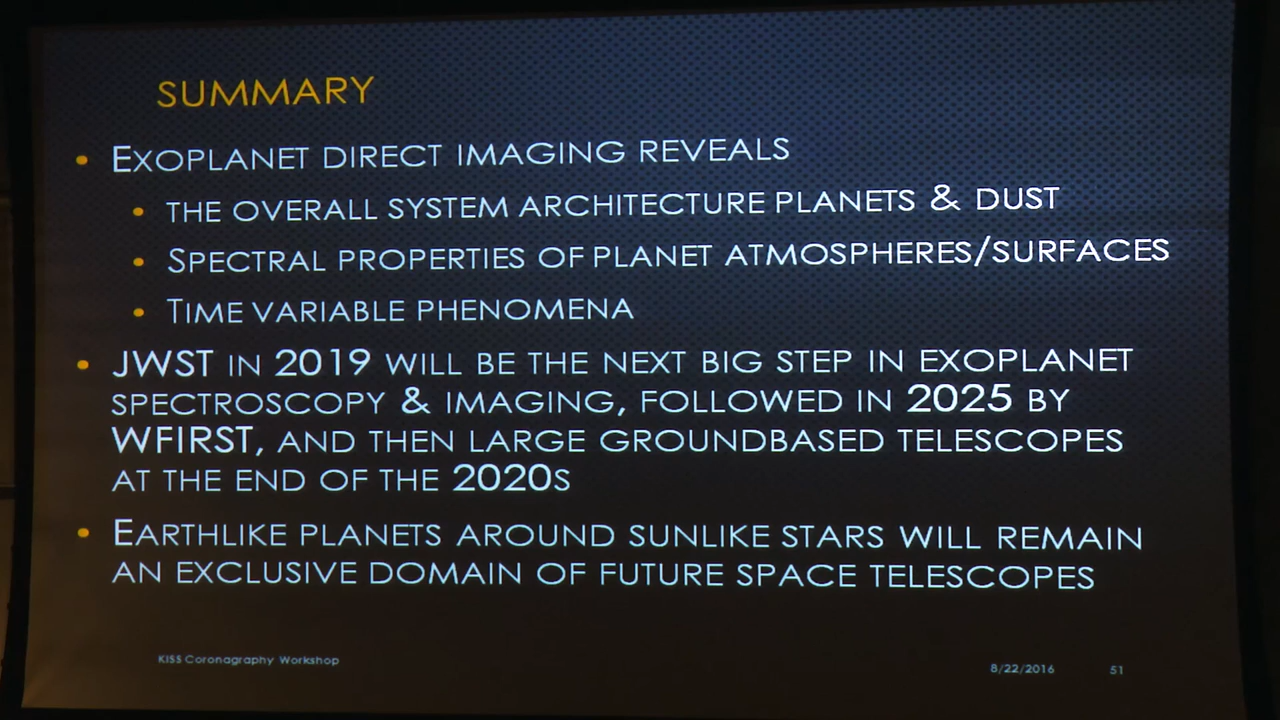 SUMMARY
• EXOPLANET DIRECT IMAGING REVEALS
• THE OVERALL SYSTEM ARCHITECTURE PLANETS & DUST
• SPECTRAL PROPERTIES OF PLANET ATMOSPHERES/SURFACES
• TIME VARIABLE PHENOMENA
• JWST IN 2019 WILL BE THE NEXT BIG STEP IN EXOPLANET
SPECTROSCOPY & IMAGING, FOLLOWED IN 2025 BY
WFIRST, AND THEN LARGE GROUNDBASED TELESCOPES
AT THE END OF THE 2020S
• EARTHLIKE PLANETS AROUND SUNLIKE STARS WILL REMAIN
AN EXCLUSIVE DOMAIN OF FUTURE SPACE TELESCOPES
KISS Coronagraphy Workshop
8/22/2016 51